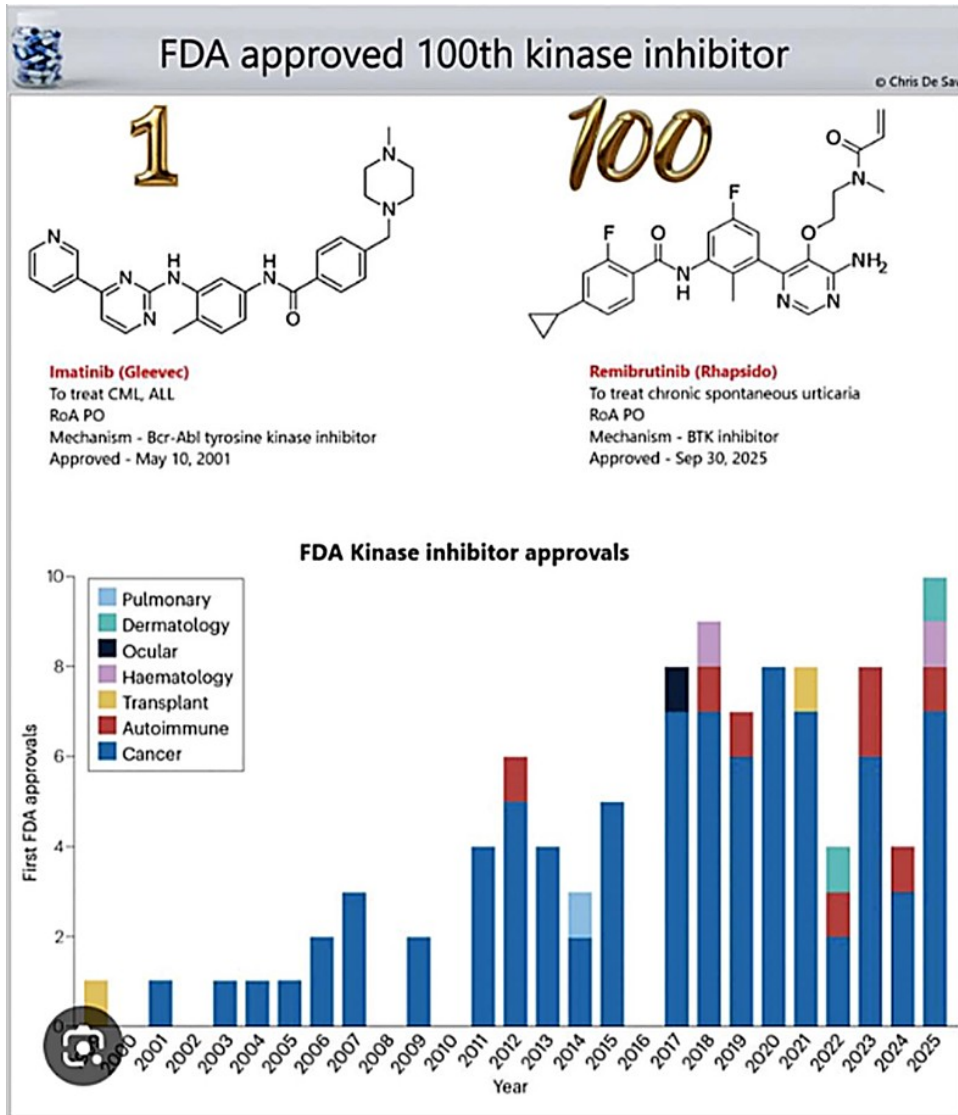 FDA approved 100th kinase inhibitor
© Chris De Sav
1
100
N
N
N
N
H
N
H
N
O
N
N
F
O
N
H
F
O
N
O
N
N
NH₂
Imatinib (Gleevec)
To treat CML, ALL
RoA PO
Mechanism - Bcr-Abl tyrosine kinase inhibitor
Approved - May 10, 2001
Remibrutinib (Rhapsido)
To treat chronic spontaneous urticaria
RoA PO
Mechanism - BTK inhibitor
Approved - Sep 30, 2025
FDA Kinase inhibitor approvals
First FDA approvals
10
8
6
4
2
0
Pulmonary
Dermatology
Ocular
Haematology
Transplant
Autoimmune
Cancer
2000
2001
2002
2003
2004
2005
2006
2007
2008
2009
2010
2011
2012
2013
2014
2015
2016
2017
2018
2019
2020
2021
2022
2023
2024
2025
Year